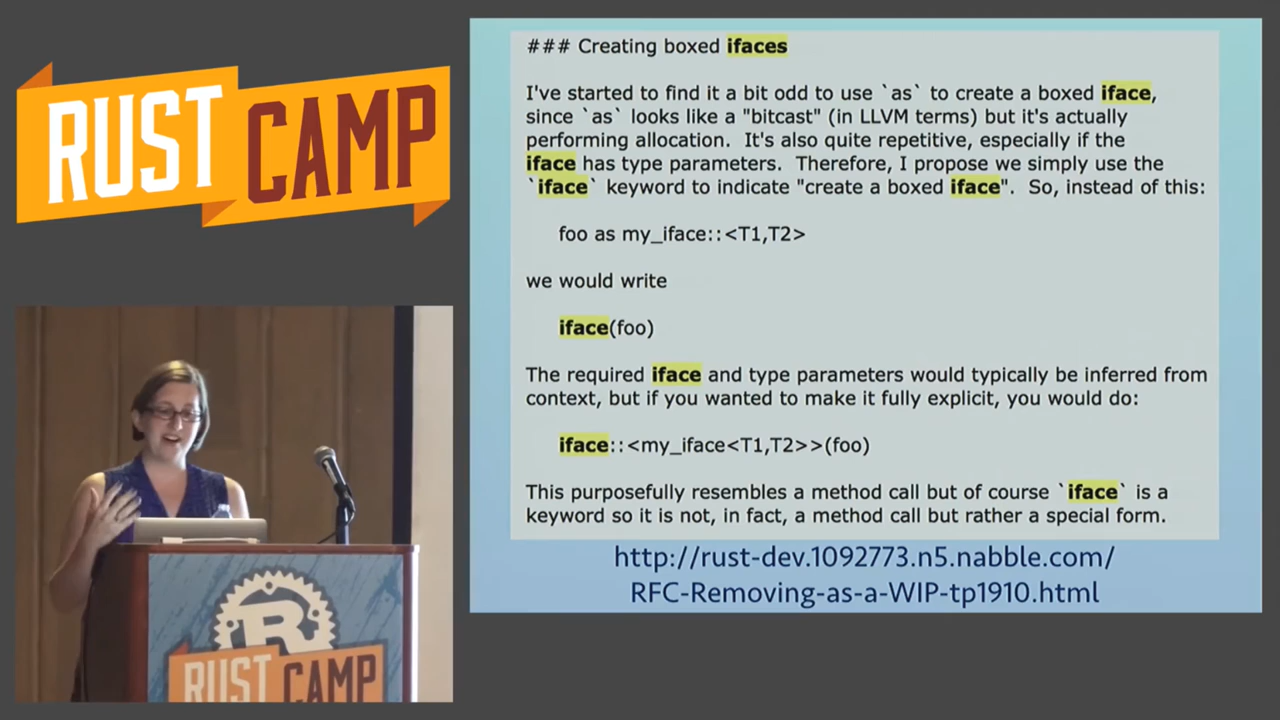 RUST CAMP
### Creating boxed ifaces
I've started to find it a bit odd to use `as` to create a boxed iface,
since `as` looks like a "bitcast" (in LLVM terms) but it's actually
performing allocation.  It's also quite repetitive, especially if the
iface has type parameters.  Therefore, I propose we simply use the
`iface` keyword to indicate "create a boxed iface".  So, instead of this:
foo as my_iface::<T1,T2>
we would write
iface(foo)
The required iface and type parameters would typically be inferred from
context, but if you wanted to make it fully explicit, you would do:
iface::<my_iface<T1,T2>>(foo)
This purposefully resembles a method call but of course `iface` is a
keyword so it is not, in fact, a method call but rather a special form.
http://rust-dev.1092773.n5.nabble.com/
RFC-Removing-as-a-WIP-tp1910.html
R
RUST CAMP